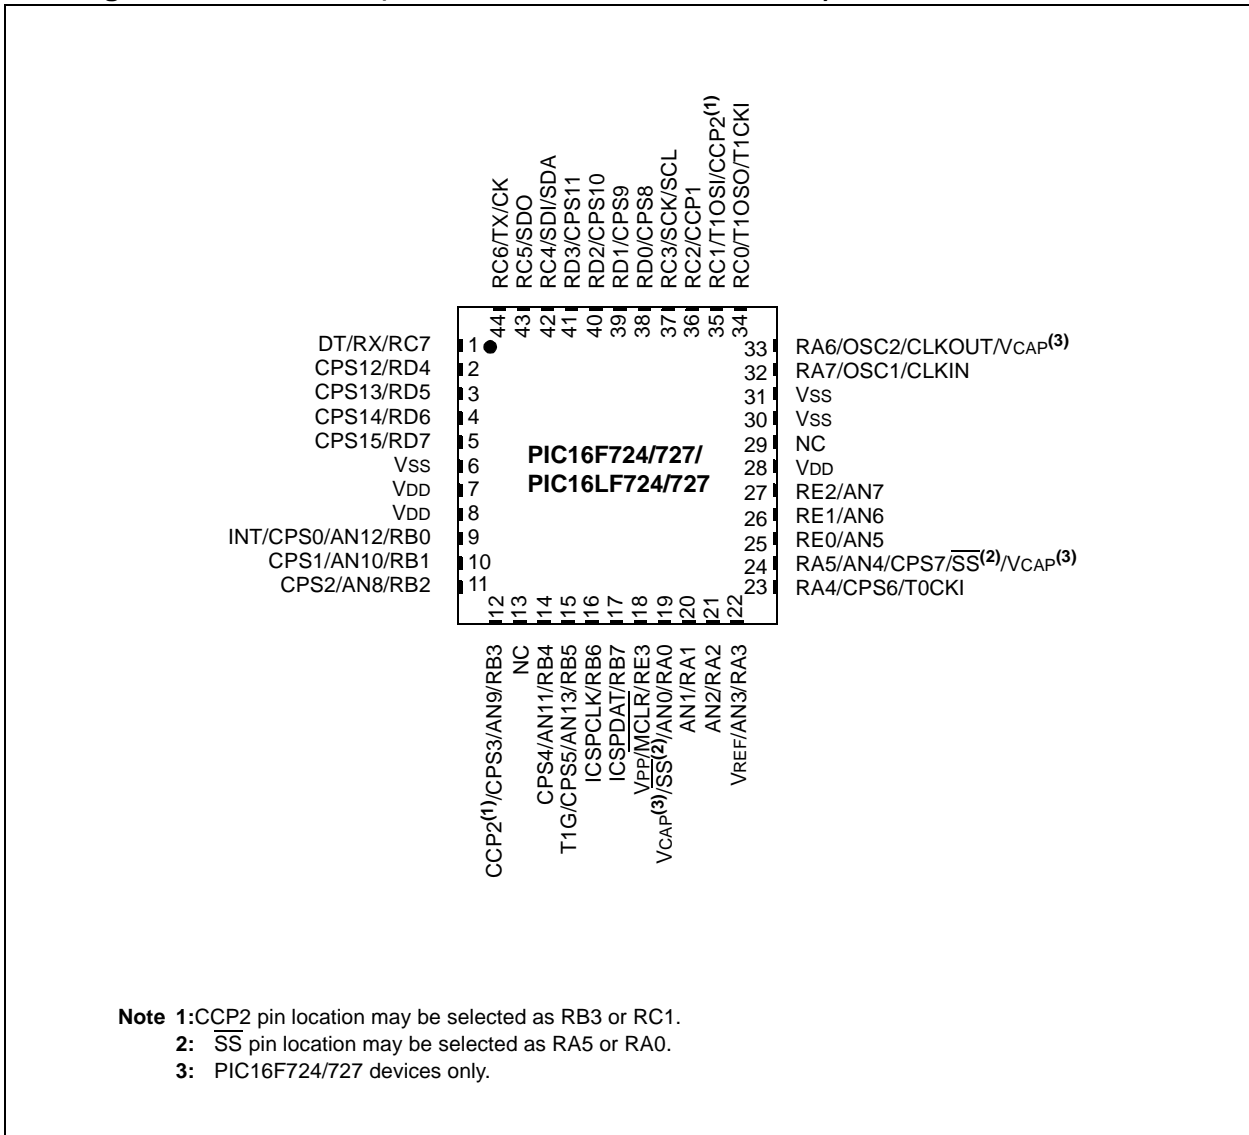 RC6/TX/CK
RC5/SDO
RC4/SDI/SDA
RD3/CPS11
RD2/CPS10
RD1/CPS9
RD0/CPS8
RC3/SCK/SCL
RC2/CCP1
RC1/T1OSI/CCP2(1)
RC0/T1OSO/T1CKI
44
43
42
41
40
39
38
37
36
35
34
DT/RX/RC7 1
CPS12/RD4 2
CPS13/RD5 3
CPS14/RD6 4
CPS15/RD7 5
VSS 6
VDD 7
VDD 8
INT/CPS0/AN12/RB0 9
CPS1/AN10/RB1 10
CPS2/AN8/RB2 11
PIC16F724/727/
PIC16LF724/727
33 RA6/OSC2/CLKOUT/VCAP(3)
32 RA7/OSC1/CLKIN
31 VSS
30 VSS
29 NC
28 VDD
27 RE2/AN7
26 RE1/AN6
25 RE0/AN5
24 RA5/AN4/CPS7/SS(2)/VCAP(3)
23 RA4/CPS6/T0CKI
12
13
14
15
16
17
18
19
20
21
22
CCP2(1)/CPS3/AN9/RB3
NC
CPS4/AN11/RB4
T1G/CPS5/AN13/RB5
ICSPCLK/RB6
ICSPDAT/RB7
VPP/MCLR/RE3
VCAP(3)/SS(2)/AN0/RA0
AN1/RA1
AN2/RA2
VREF/AN3/RA3
Note 1:CCP2 pin location may be selected as RB3 or RC1.
2: SS pin location may be selected as RA5 or RA0.
3: PIC16F724/727 devices only.